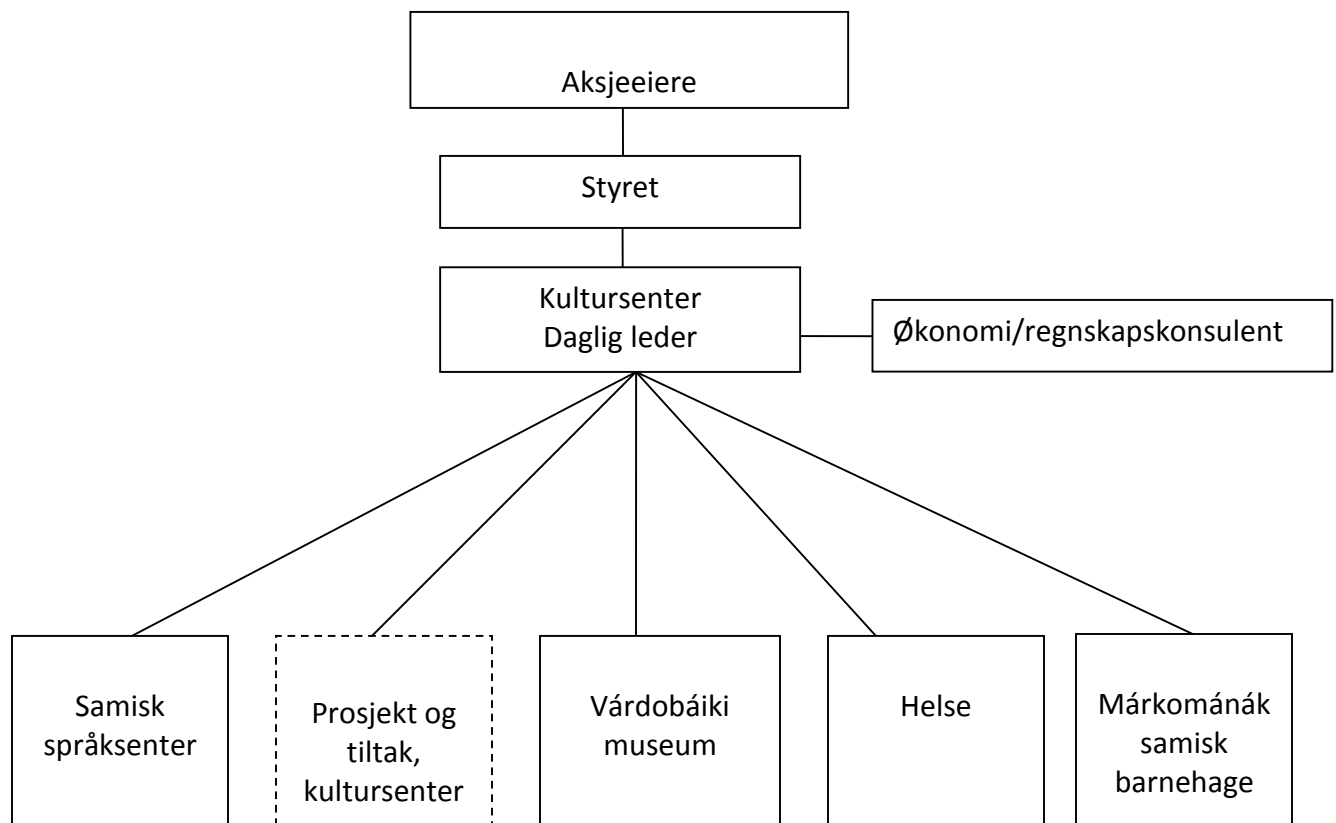 Aksjeeiere
Styret
Kultursenter
Daglig leder
Økonomi/regnskapskonsulent
Samisk
språksenter
Prosjekt og
tiltak,
kultursenter
Várdobáiki
museum
Helse
Márkománák
samisk
barnehage